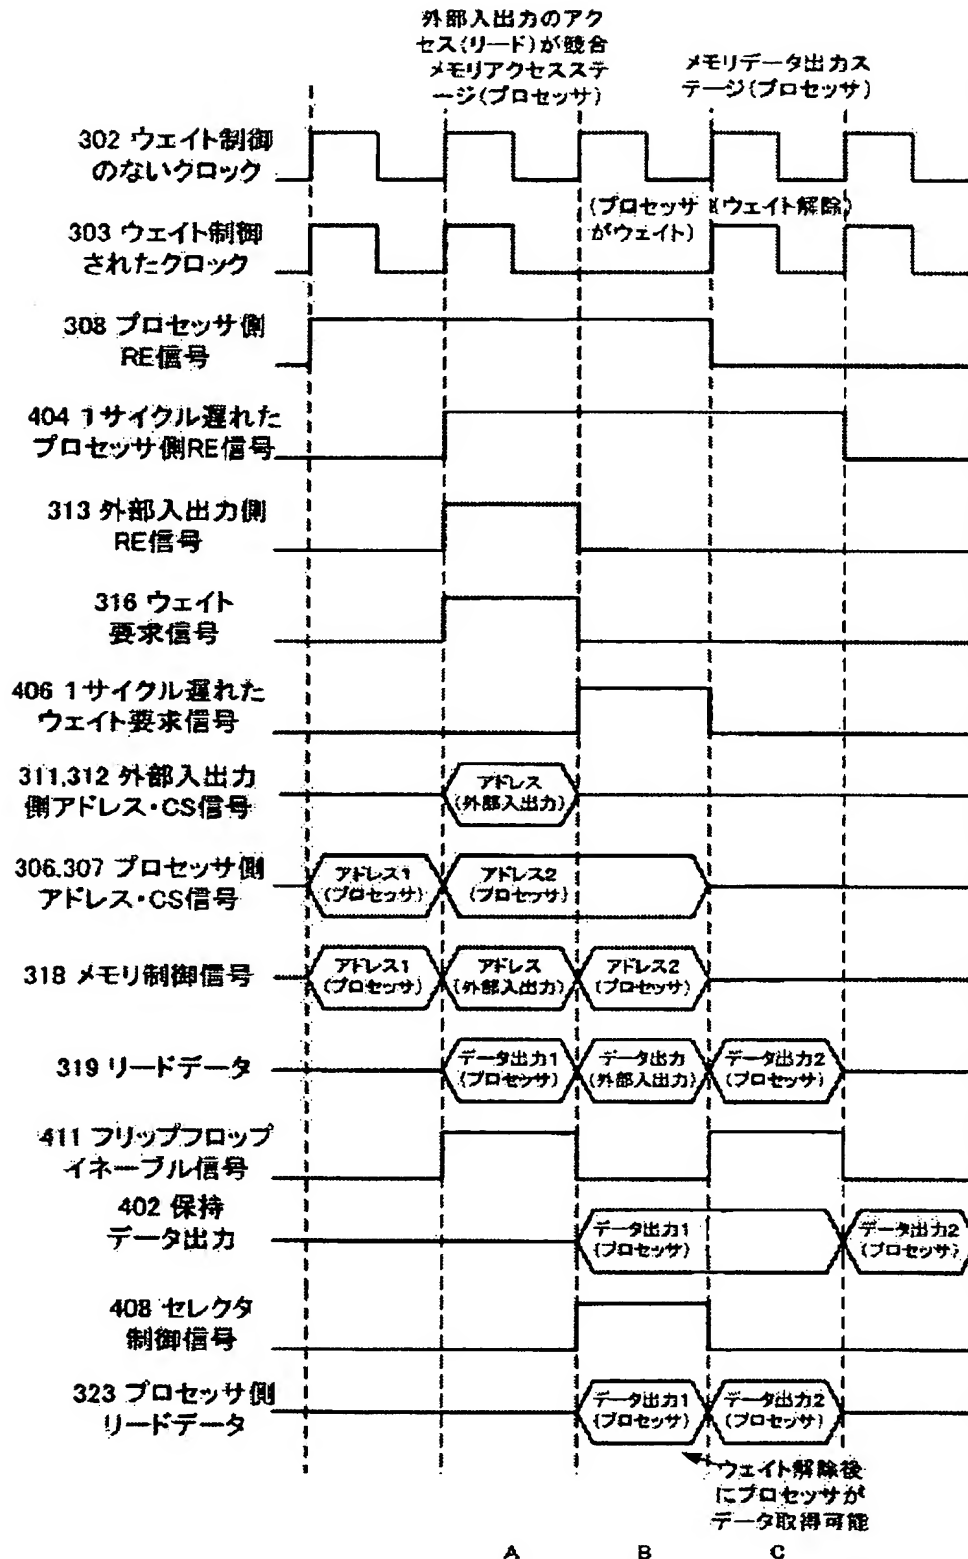 外部入出力のアク
セス(リード)が競合
メモリアクセスステ
ージ(プロセッサ)
メモリデータ出力ス
テージ(プロセッサ)
302 ウェイト制御
のないクロック
(プロセッサ
がウェイト)
(ウェイト解除)
303 ウェイト制御
されたクロック
308 プロセッサ側
RE信号
404 1サイクル遅れた
プロセッサ側RE信号
313 外部入出力側
RE信号
316 ウェイト
要求信号
406 1サイクル遅れた
ウェイト要求信号
311,312 外部入出力
側アドレス・CS信号
アドレス
(外部入出力)
306,307 プロセッサ側
アドレス・CS信号
アドレス1
(プロセッサ)
アドレス2
(プロセッサ)
318 メモリ制御信号
アドレス1
(プロセッサ)
アドレス
(外部入出力)
アドレス2
(プロセッサ)
319 リードデータ
データ出力1
(プロセッサ)
データ出力
(外部入出力)
データ出力2
(プロセッサ)
411 フリップフロップ
イネーブル信号
402 保持
データ出力
データ出力1
(プロセッサ)
データ出力2
(プロセッサ)
408 セレクタ
制御信号
323 プロセッサ側
リードデータ
データ出力1
(プロセッサ)
データ出力2
(プロセッサ)
ウェイト解除後
にプロセッサが
データ取得可能
A B C